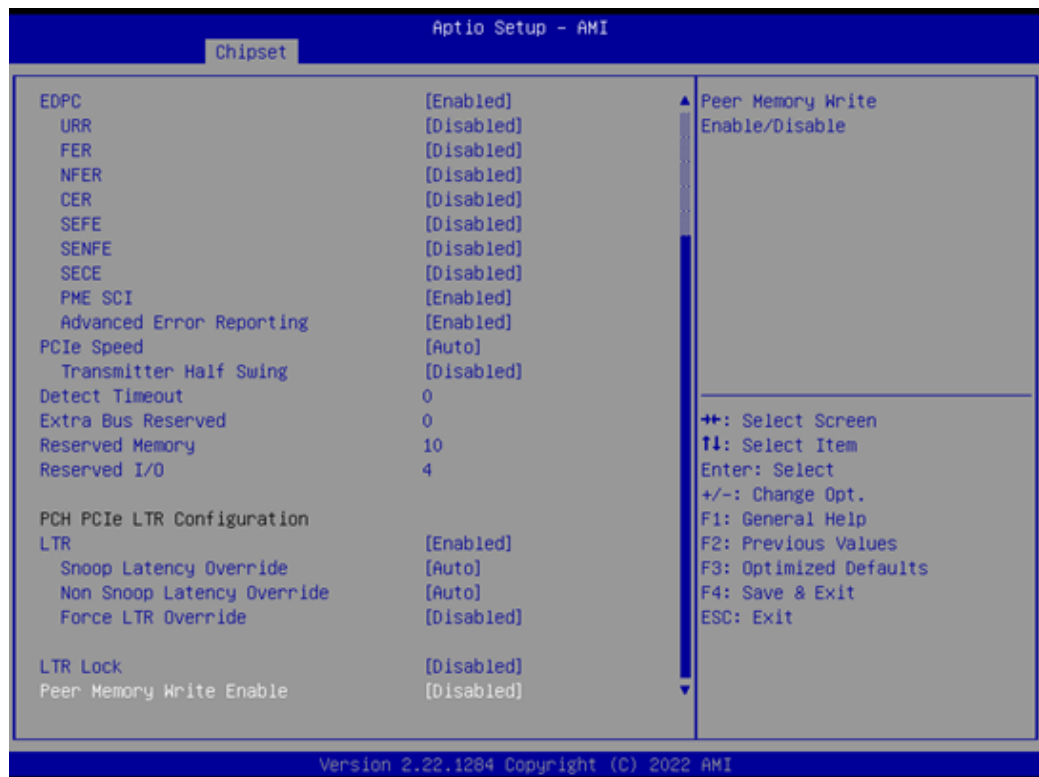 Aptio Setup – AMI
Chipset
EDPC [Enabled]
URR [Disabled]
FER [Disabled]
NFER [Disabled]
CER [Disabled]
SEFE [Disabled]
SENFE [Disabled]
SECE [Disabled]
PME SCI [Enabled]
Advanced Error Reporting [Enabled]
PCIe Speed [Auto]
Transmitter Half Swing [Disabled]
Detect Timeout 0
Extra Bus Reserved 0
Reserved Memory 10
Reserved I/O 4
PCH PCIe LTR Configuration
LTR [Enabled]
Snoop Latency Override [Auto]
Non Snoop Latency Override [Auto]
Force LTR Override [Disabled]
LTR Lock [Disabled]
Peer Memory Write Enable [Disabled]
Peer Memory Write
Enable/Disable
→←: Select Screen
↑↓: Select Item
Enter: Select
+/-: Change Opt.
F1: General Help
F2: Previous Values
F3: Optimized Defaults
F4: Save & Exit
ESC: Exit
Version 2.22.1284 Copyright (C) 2022 AMI